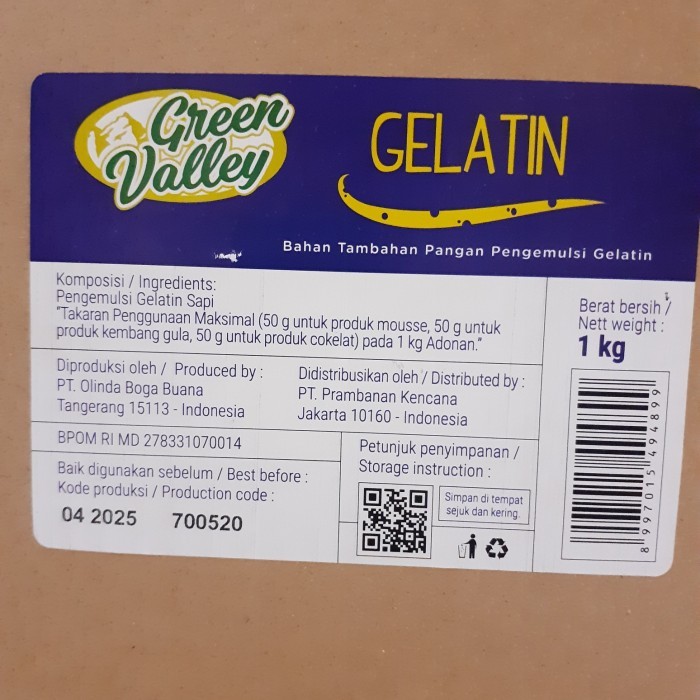 Green
Valley
GELATIN
Bahan Tambahan Pangan Pengemulsi Gelatin
Komposisi / Ingredients:
Pengemulsi Gelatin Sapi
"Takaran Penggunaan Maksimal (50 g untuk produk mousse, 50 g untuk
produk kembang gula, 50 g untuk produk cokelat) pada 1 kg Adonan."
Berat bersih /
Nett weight :
1 kg
Diproduksi oleh / Produced by :
PT. Olinda Boga Buana
Tangerang 15113 - Indonesia
Didistribusikan oleh / Distributed by :
PT. Prambanan Kencana
Jakarta 10160 - Indonesia
BPOM RI MD 278331070014
Baik digunakan sebelum / Best before :
Kode produksi / Production code :
04 2025 700520
Petunjuk penyimpanan /
Storage instruction :
Simpan di tempat
sejuk dan kering.
8 997015 494899